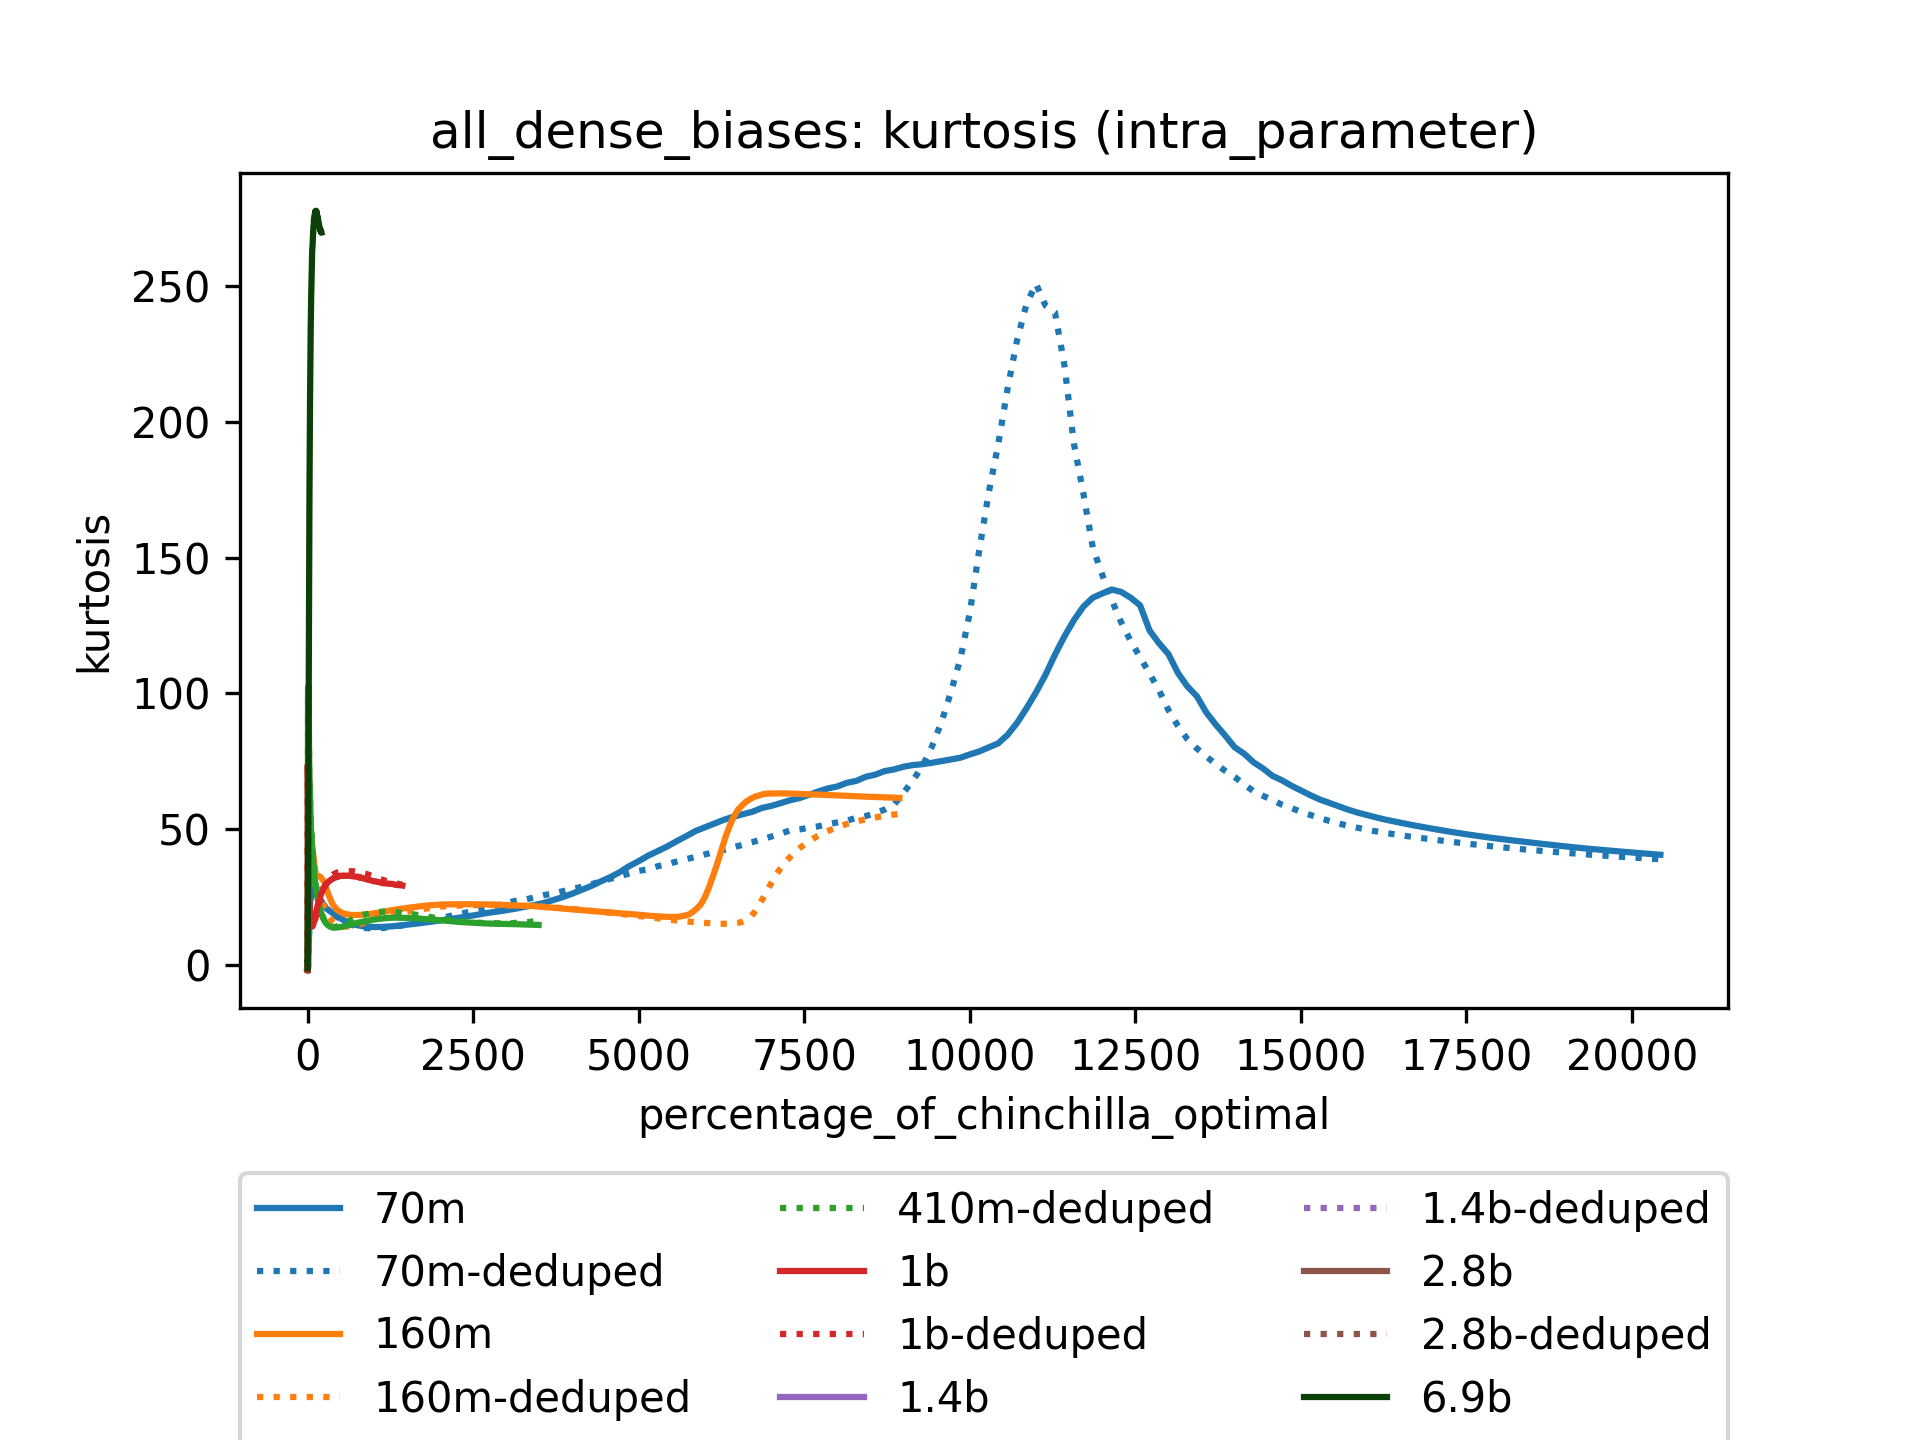 all_dense_biases: kurtosis (intra_parameter)
250
200
150
100
50
0
kurtosis
0 2500 5000 7500 10000 12500 15000 17500 20000
percentage_of_chinchilla_optimal
70m 410m-deduped 1.4b-deduped
70m-deduped 1b 2.8b
160m 1b-deduped 2.8b-deduped
160m-deduped 1.4b 6.9b